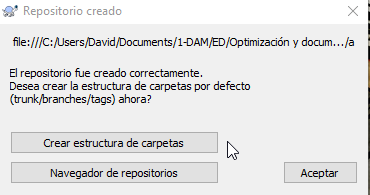 Repositorio creado
file:///C:/Users/David/Documents/1-DAM/ED/Optimización y docum.../a
El repositorio fue creado correctamente.
Desea crear la estructura de carpetas por defecto
(trunk/branches/tags) ahora?
Crear estructura de carpetas
Navegador de repositorios
Aceptar